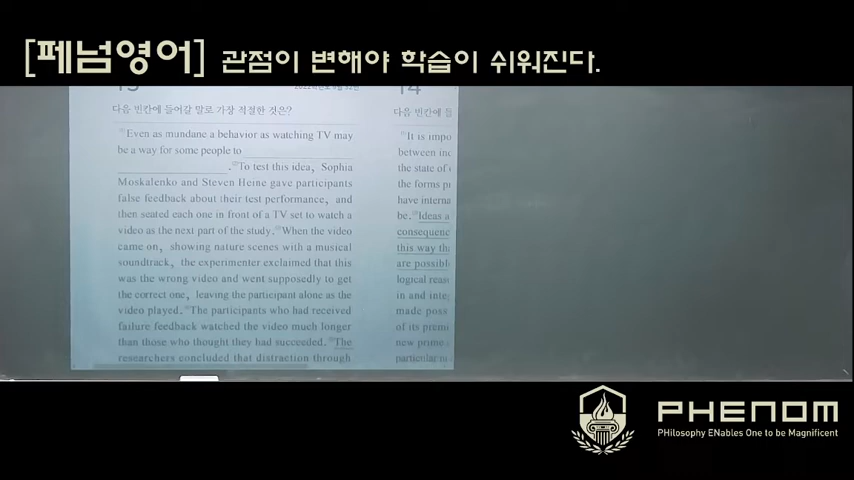 [페넘영어] 관점이 변해야 학습이 쉬워진다.
다음 빈칸에 들어갈 말로 가장 적절한 것은?
Even as mundane a behavior as watching TV may
be a way for some people to
. To test this idea, Sophia
Moskalenko and Steven Heine gave participants
false feedback about their test performance, and
then seated each one in front of a TV set to watch a
video as the next part of the study. When the video
came on, showing nature scenes with a musical
soundtrack, the experimenter exclaimed that this
was the wrong video and went supposedly to get
the correct one, leaving the participant alone as the
video played. The participants who had received
failure feedback watched the video much longer
than those who thought they had succeeded. The
researchers concluded that distraction through
14
다음 빈칸에 들
It is impo
between inc
the state of
the forms pr
have interna
be. Ideas a
consequenc
this way tha
are possibl
logical reas
in and inte
made poss
of its premi
new prime
particular
PHENOM
PHilosophy ENables One to be Magnificent